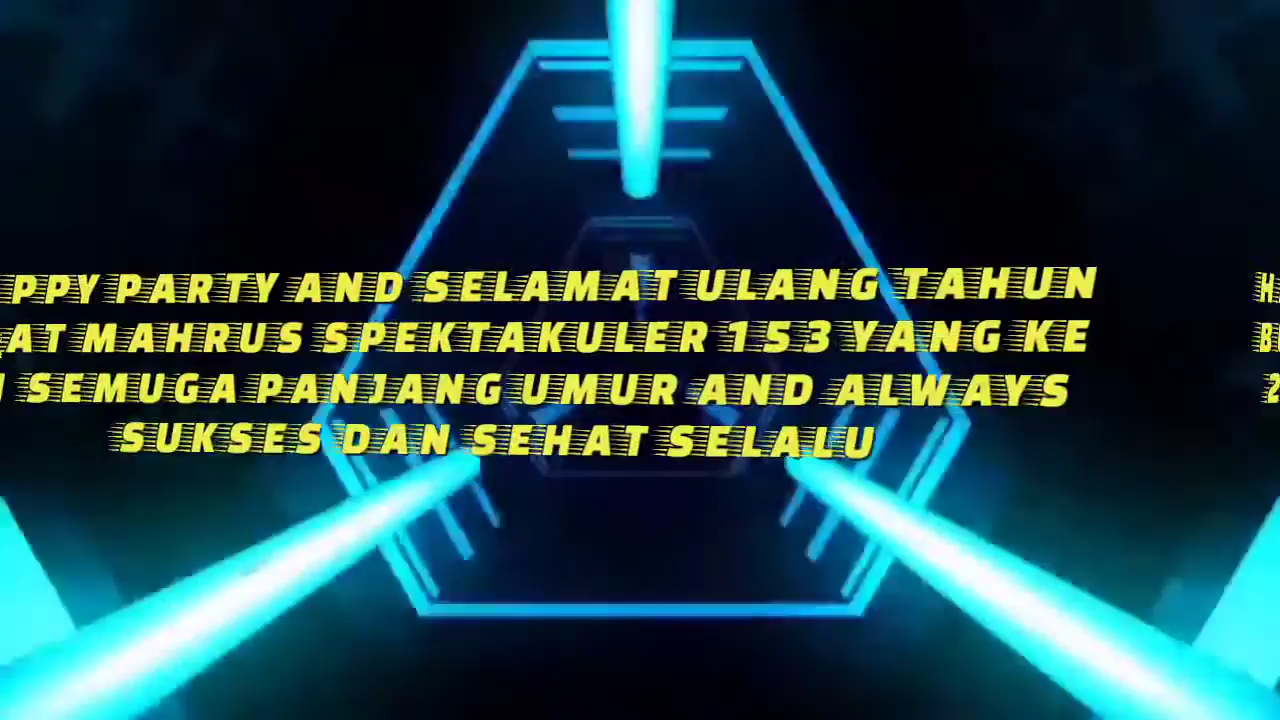 PPY PARTY AND SELAMAT ULANG TAHUN
AT MAHRUS SPEKTAKULER 153 YANG KE
SEMUGA PANJANG UMUR AND ALWAYS
SUKSES DAN SEHAT SELALU
H
B
2